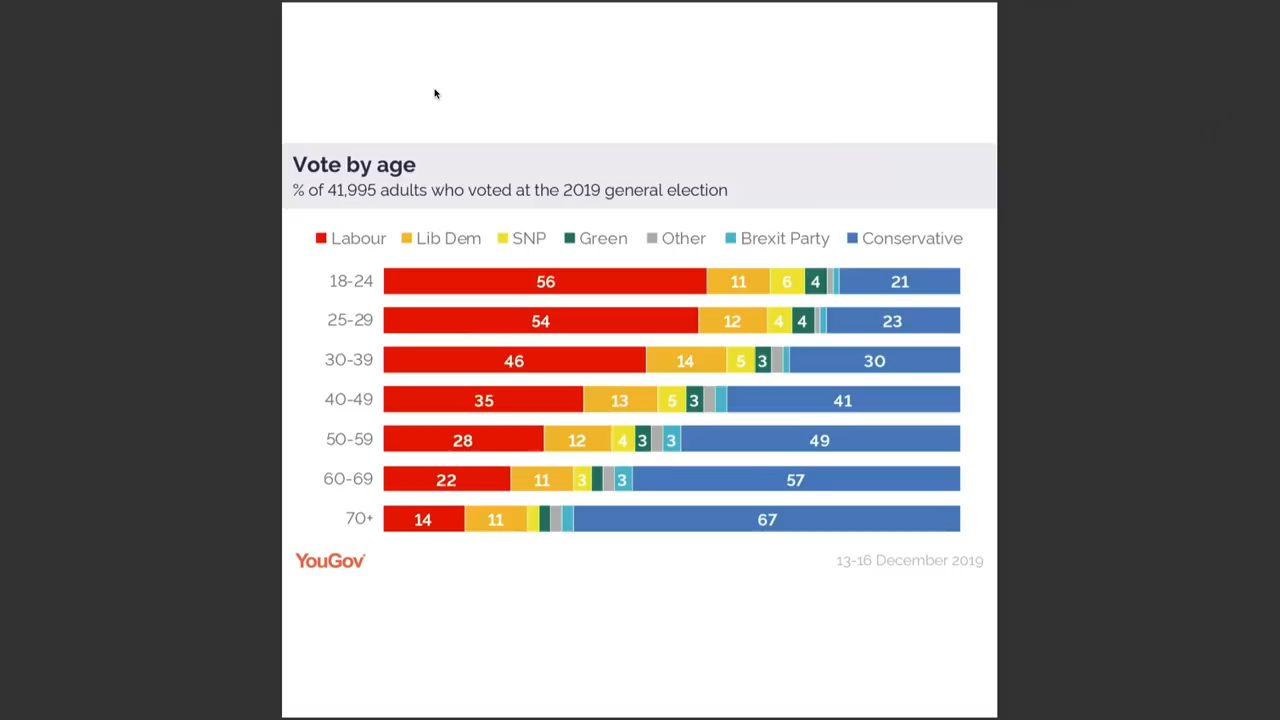 Vote by age
% of 41,995 adults who voted at the 2019 general election
Labour Lib Dem SNP Green Other Brexit Party Conservative
18-24 56 11 6 4 21
25-29 54 12 4 4 23
30-39 46 14 5 3 30
40-49 35 13 5 3 41
50-59 28 12 4 3 3 49
60-69 22 11 3 3 57
70+ 14 11 67
YouGov 13-16 December 2019